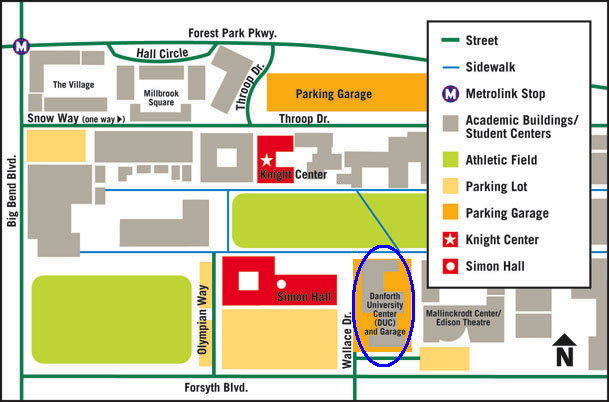 Forest Park Pkwy.
M
Hall Circle
The Village
Millbrook
Square
Throop Dr.
Parking Garage
Snow Way (one way ▶)
Throop Dr.
Big Bend Blvd.
Knight Center
Simon Hall
Olympian Way
Wallace Dr.
Danforth
University
Center
(DUC)
and Garage
Mallinckrodt Center/
Edison Theatre
N
Forsyth Blvd.
Street
Sidewalk
M Metrolink Stop
Academic Buildings/
Student Centers
Athletic Field
Parking Lot
Parking Garage
Knight Center
Simon Hall